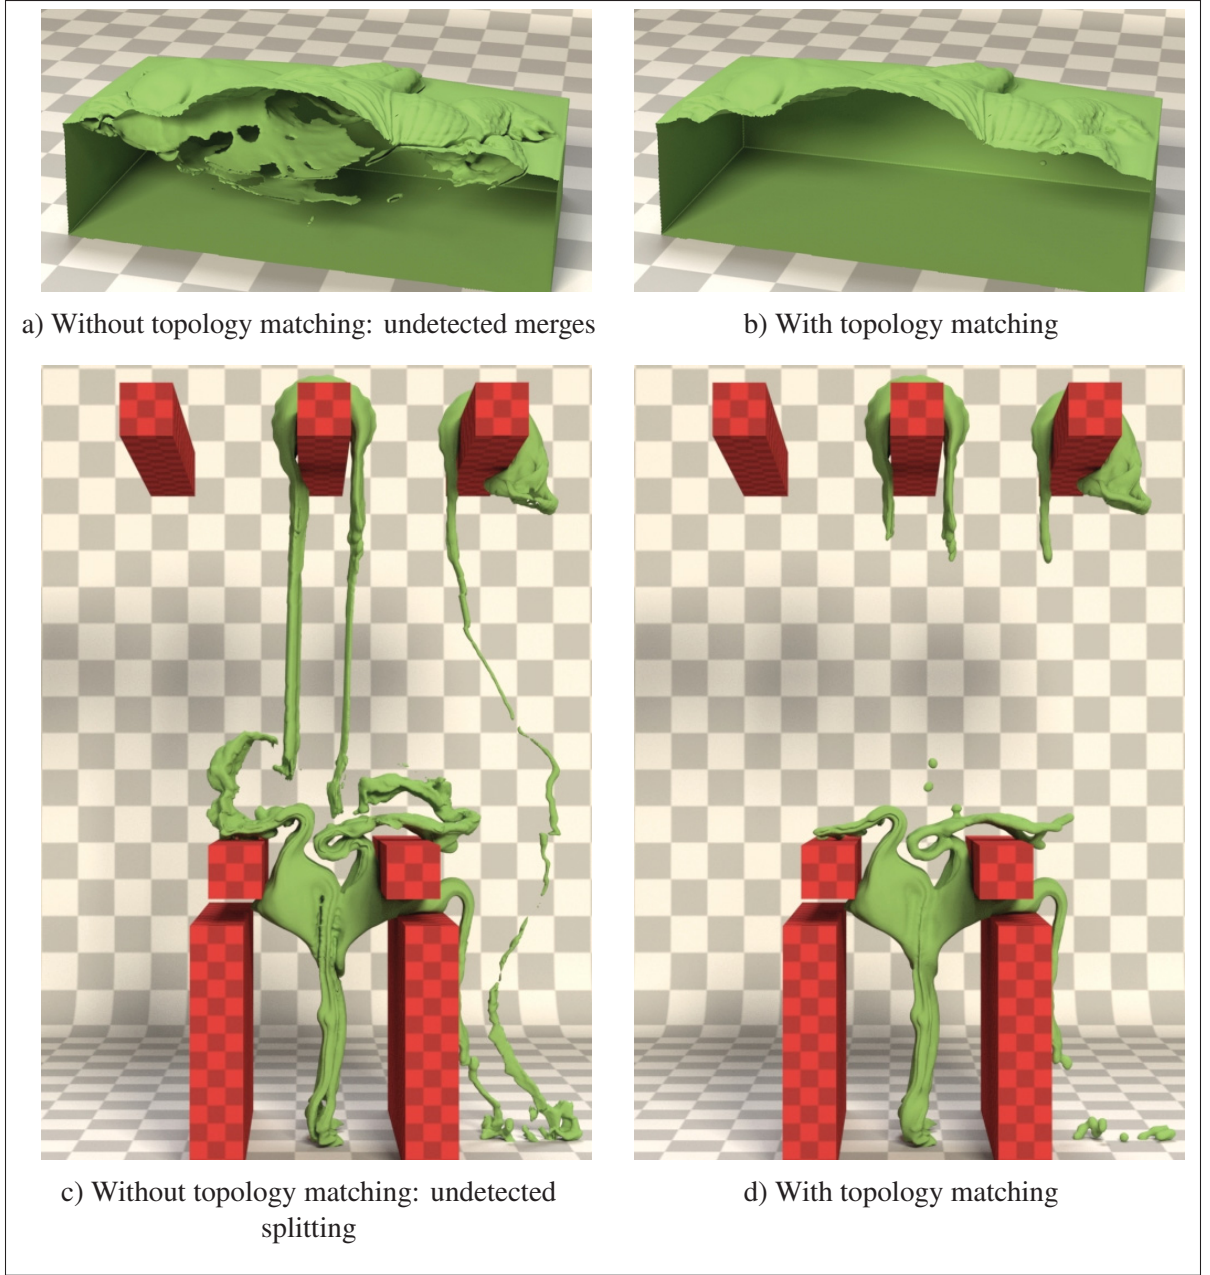 a) Without topology matching: undetected merges
b) With topology matching
c) Without topology matching: undetected
splitting
d) With topology matching